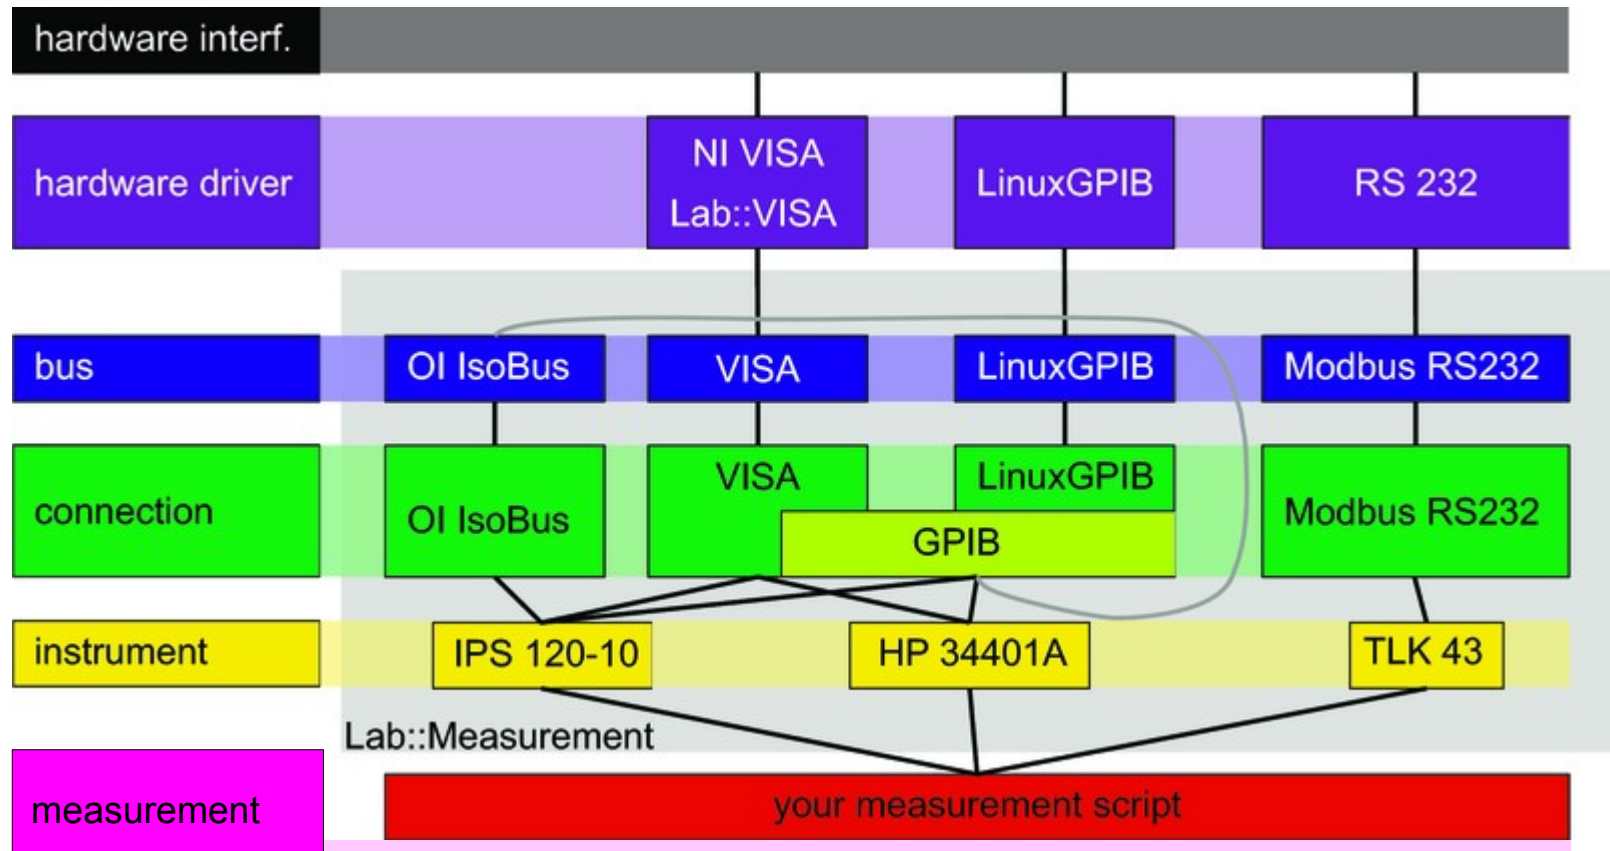 hardware interf.
hardware driver
NI VISA
Lab::VISA
LinuxGPIB
RS 232
bus
OI IsoBus
VISA
LinuxGPIB
Modbus RS232
connection
OI IsoBus
VISA
LinuxGPIB
GPIB
Modbus RS232
instrument
IPS 120-10
HP 34401A
TLK 43
Lab::Measurement
measurement
your measurement script